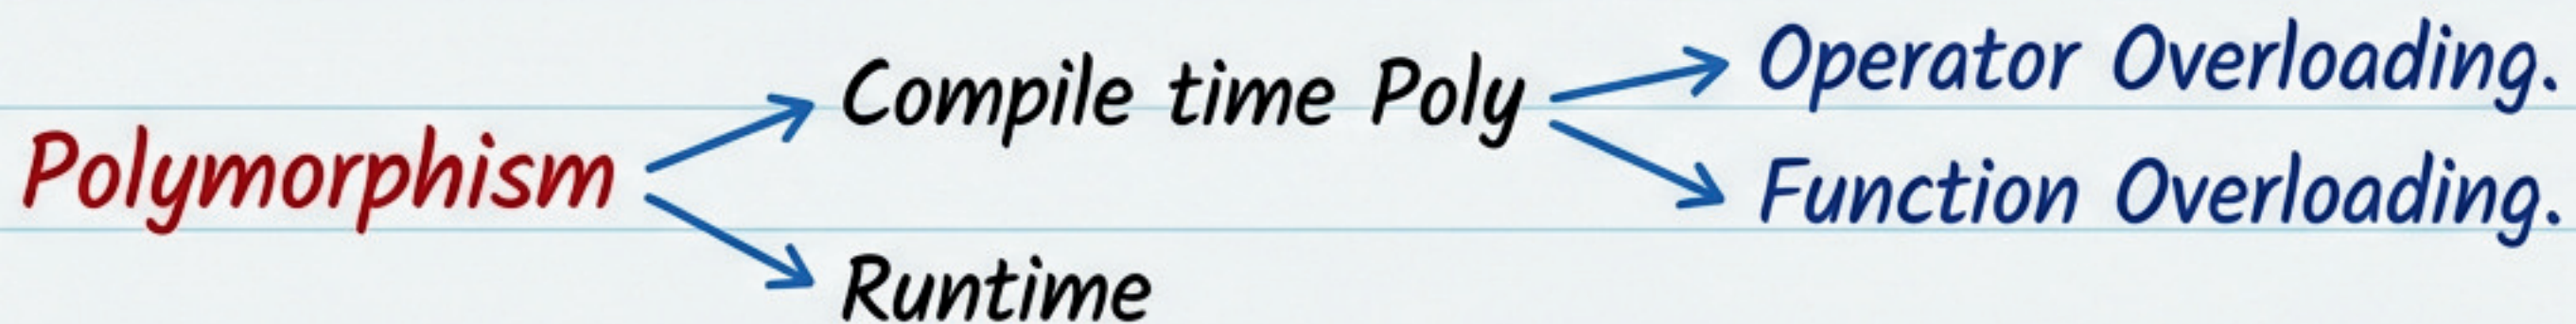 Polymorphism
Compile time Poly
Operator Overloading.
Function Overloading.
Runtime